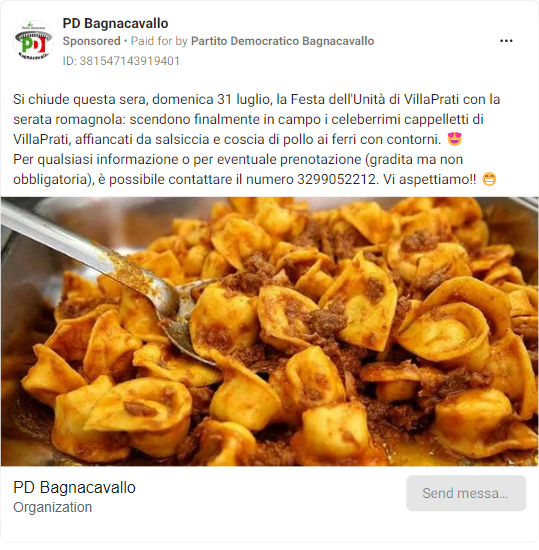 PD Bagnacavallo
Sponsored • Paid for by Partito Democratico Bagnacavallo
ID: 381547143919401
Si chiude questa sera, domenica 31 luglio, la Festa dell'Unità di VillaPrati con la
serata romagnola: scendono finalmente in campo i celeberrimi cappelletti di
VillaPrati, affiancati da salsiccia e coscia di pollo ai ferri con contorni. 😍
Per qualsiasi informazione o per eventuale prenotazione (gradita ma non
obbligatoria), è possibile contattare il numero 3299052212. Vi aspettiamo!! 😁
PD Bagnacavallo
Organization
Send messa...